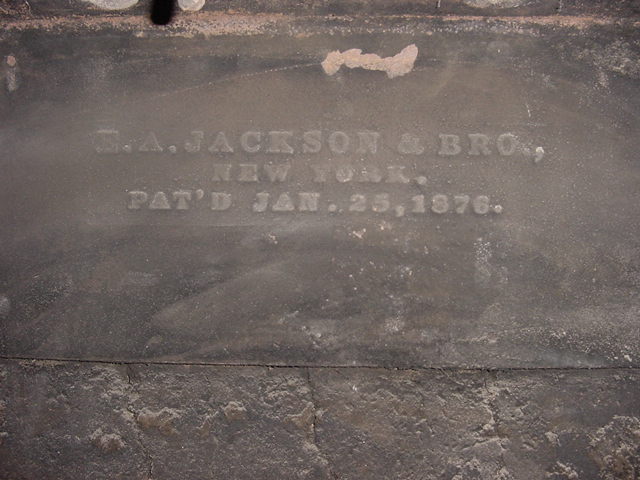 E.A. JACKSON & BRO.,
NEW YORK.
PAT'D JAN. 25, 1876.